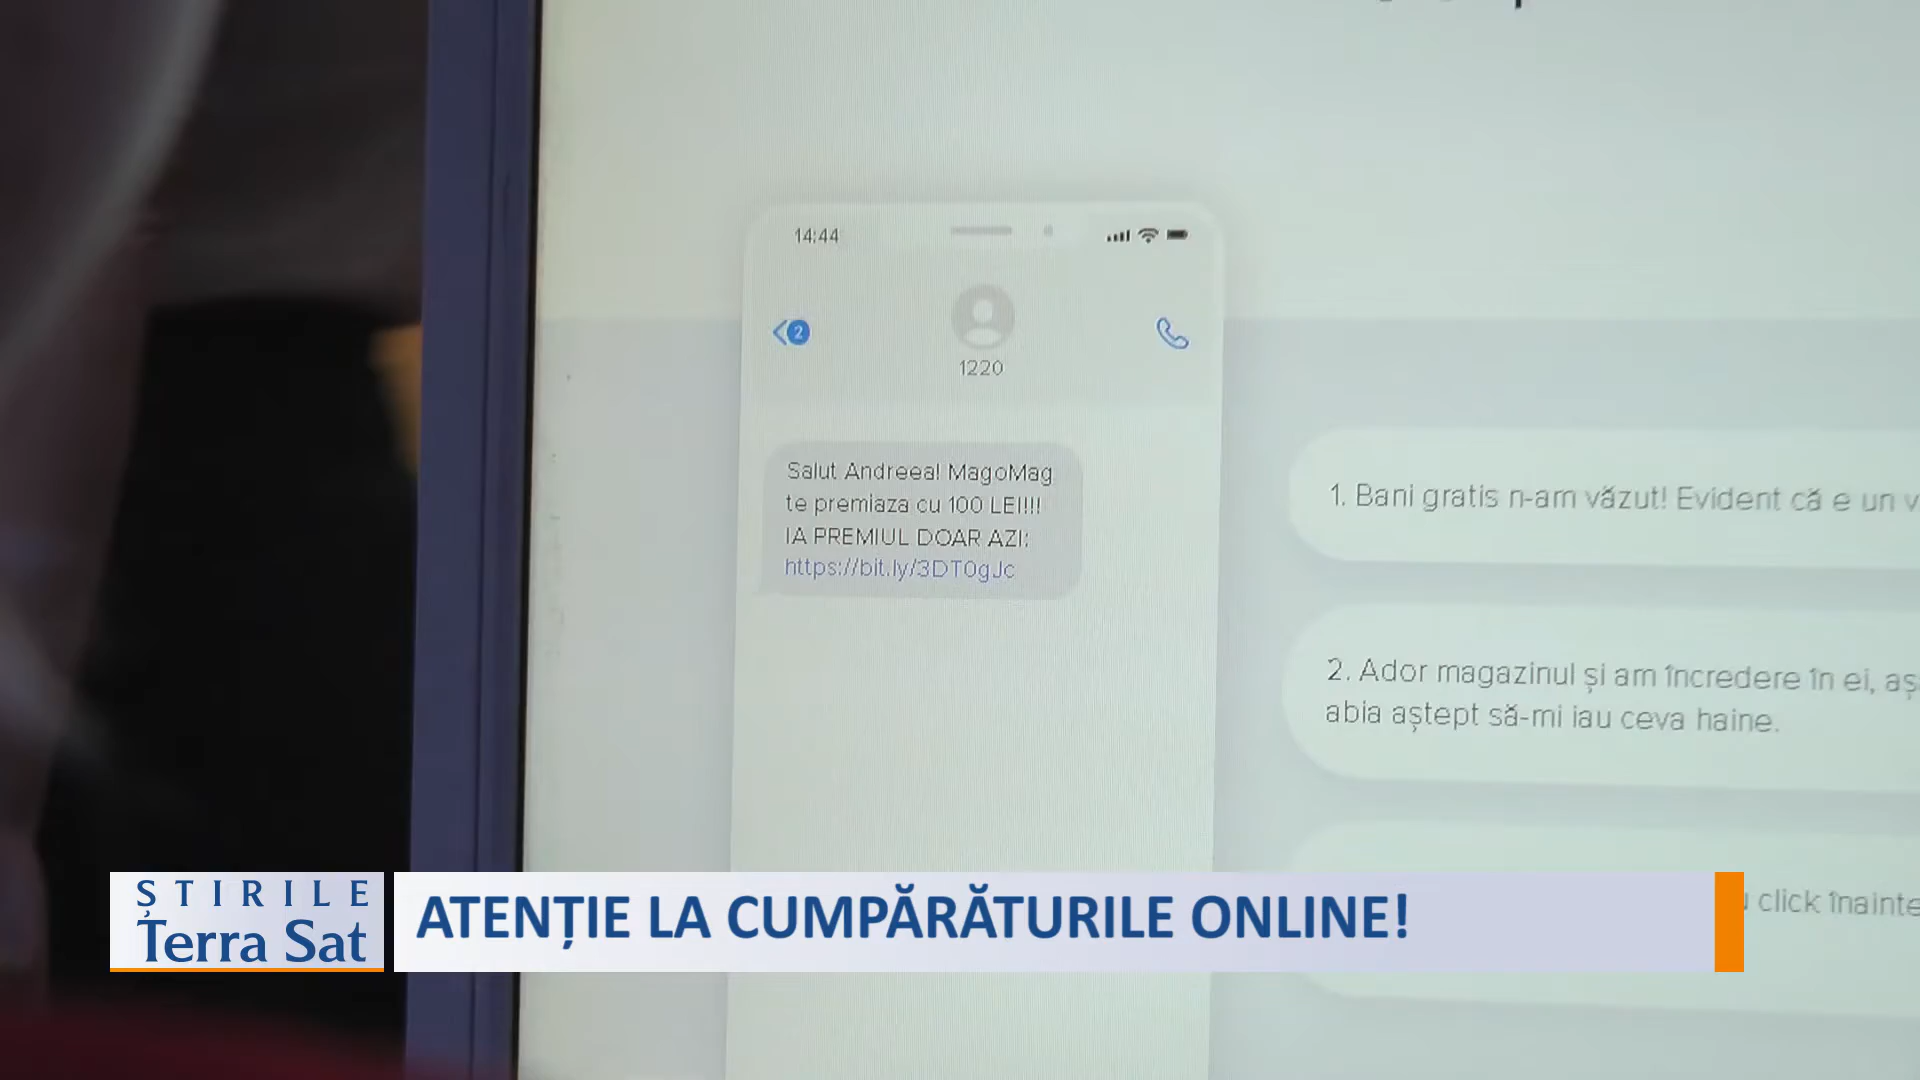 14:44
2
1220
Salut Andreea! MagoMag
te premiaza cu 100 LEI!!!
IA PREMIUL DOAR AZI:
https://bit.ly/3DT0gJc
1. Bani gratis n-am văzut! Evident că e un
2. Ador magazinul și am încredere în ei,
abia aștept să-mi iau ceva haine.
click înainte
ȘTIRILE
Terra Sat
ATENȚIE LA CUMPĂRĂTURILE ONLINE!